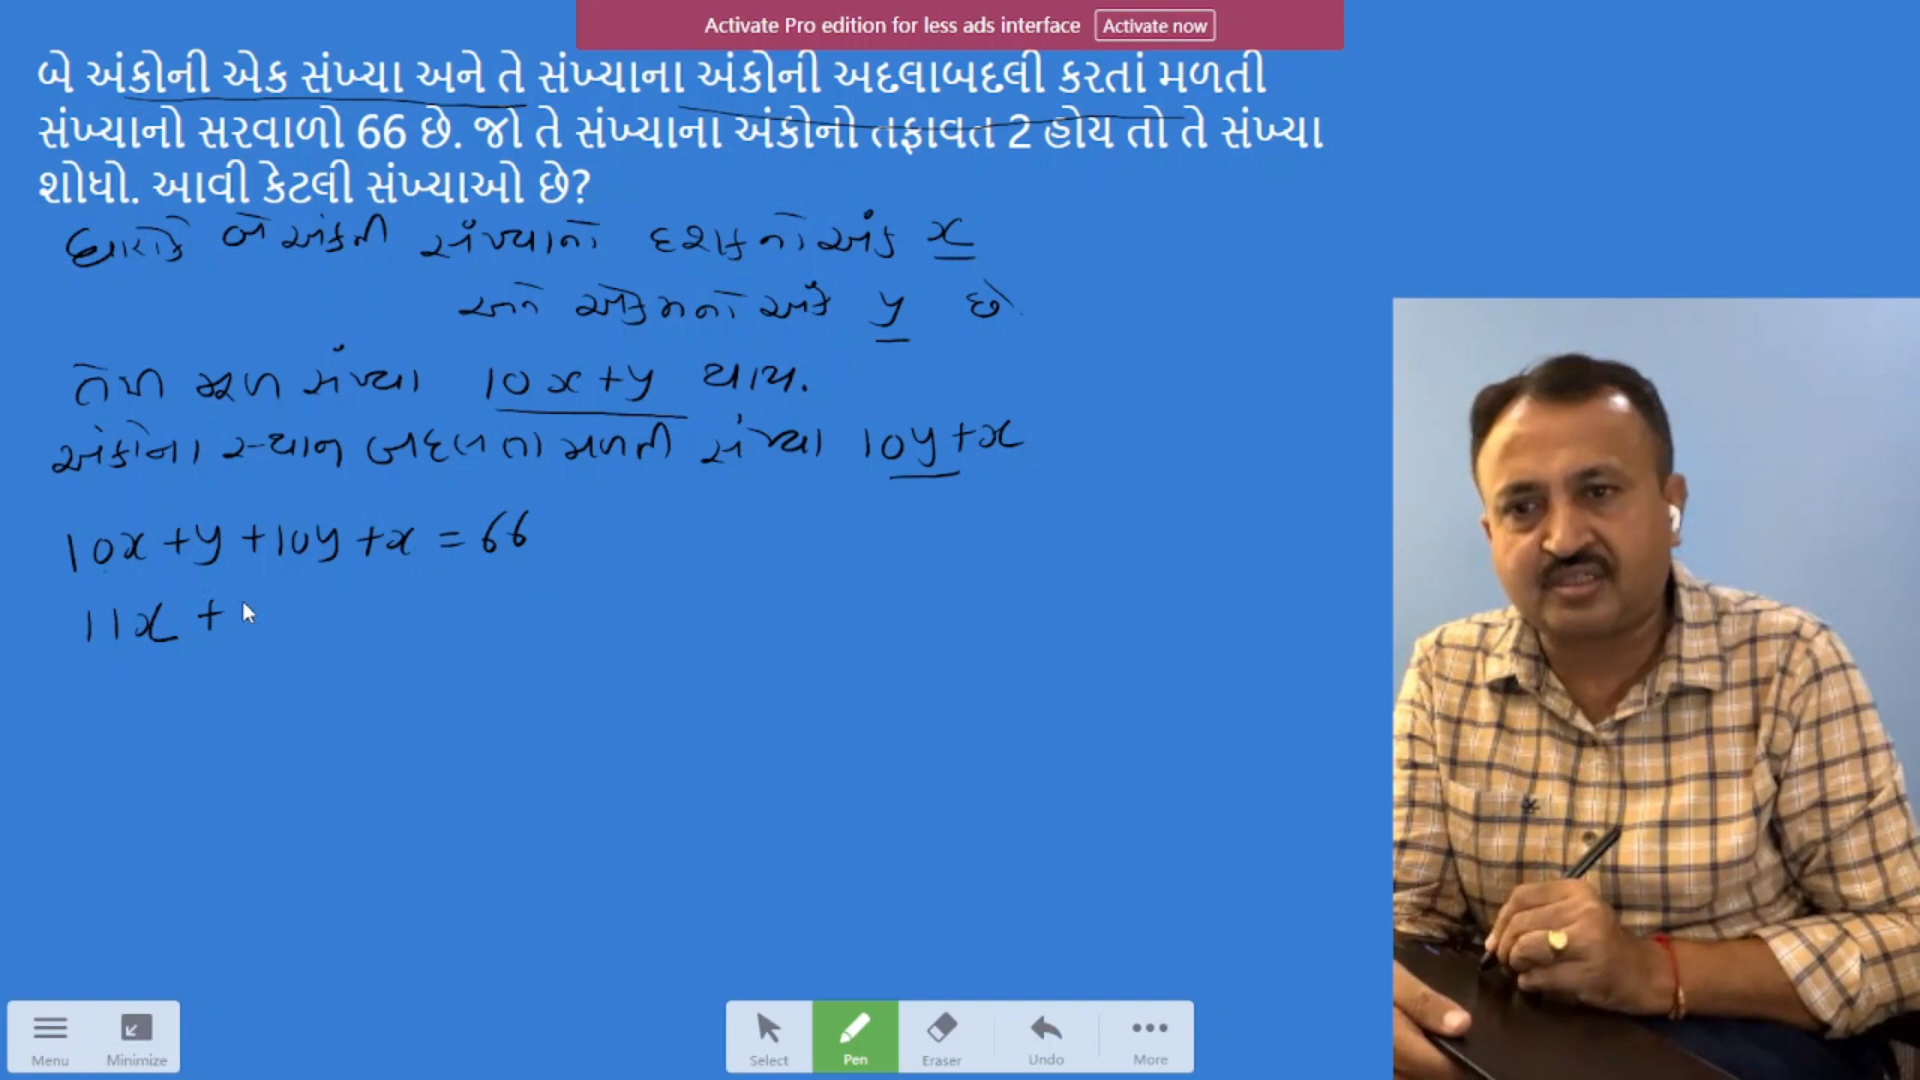 Activate Pro edition for less ads interface Activate now
બે અંકોની એક સંખ્યા અને તે સંખ્યાના અંકોની અદલાબદલી કરતાં મળતી
સંખ્યાનો સરવાળો 66 છે. જો તે સંખ્યાના અંકોનો તફાવત 2 હોય તો તે સંખ્યા
શોધો. આવી કેટલી સંખ્યાઓ છે?
ધારોકે બે અંકની સંખ્યાનો દશકનો અંક x
અને એકમનો અંક y છે.
તેથી મૂળ સંખ્યા 10x+y થાય.
અંકોના સ્થાન બદલતા મળતી સંખ્યા 10y+x
10x+y+10y+x=66
11x+
Menu Minimize Select Pen Eraser Undo More